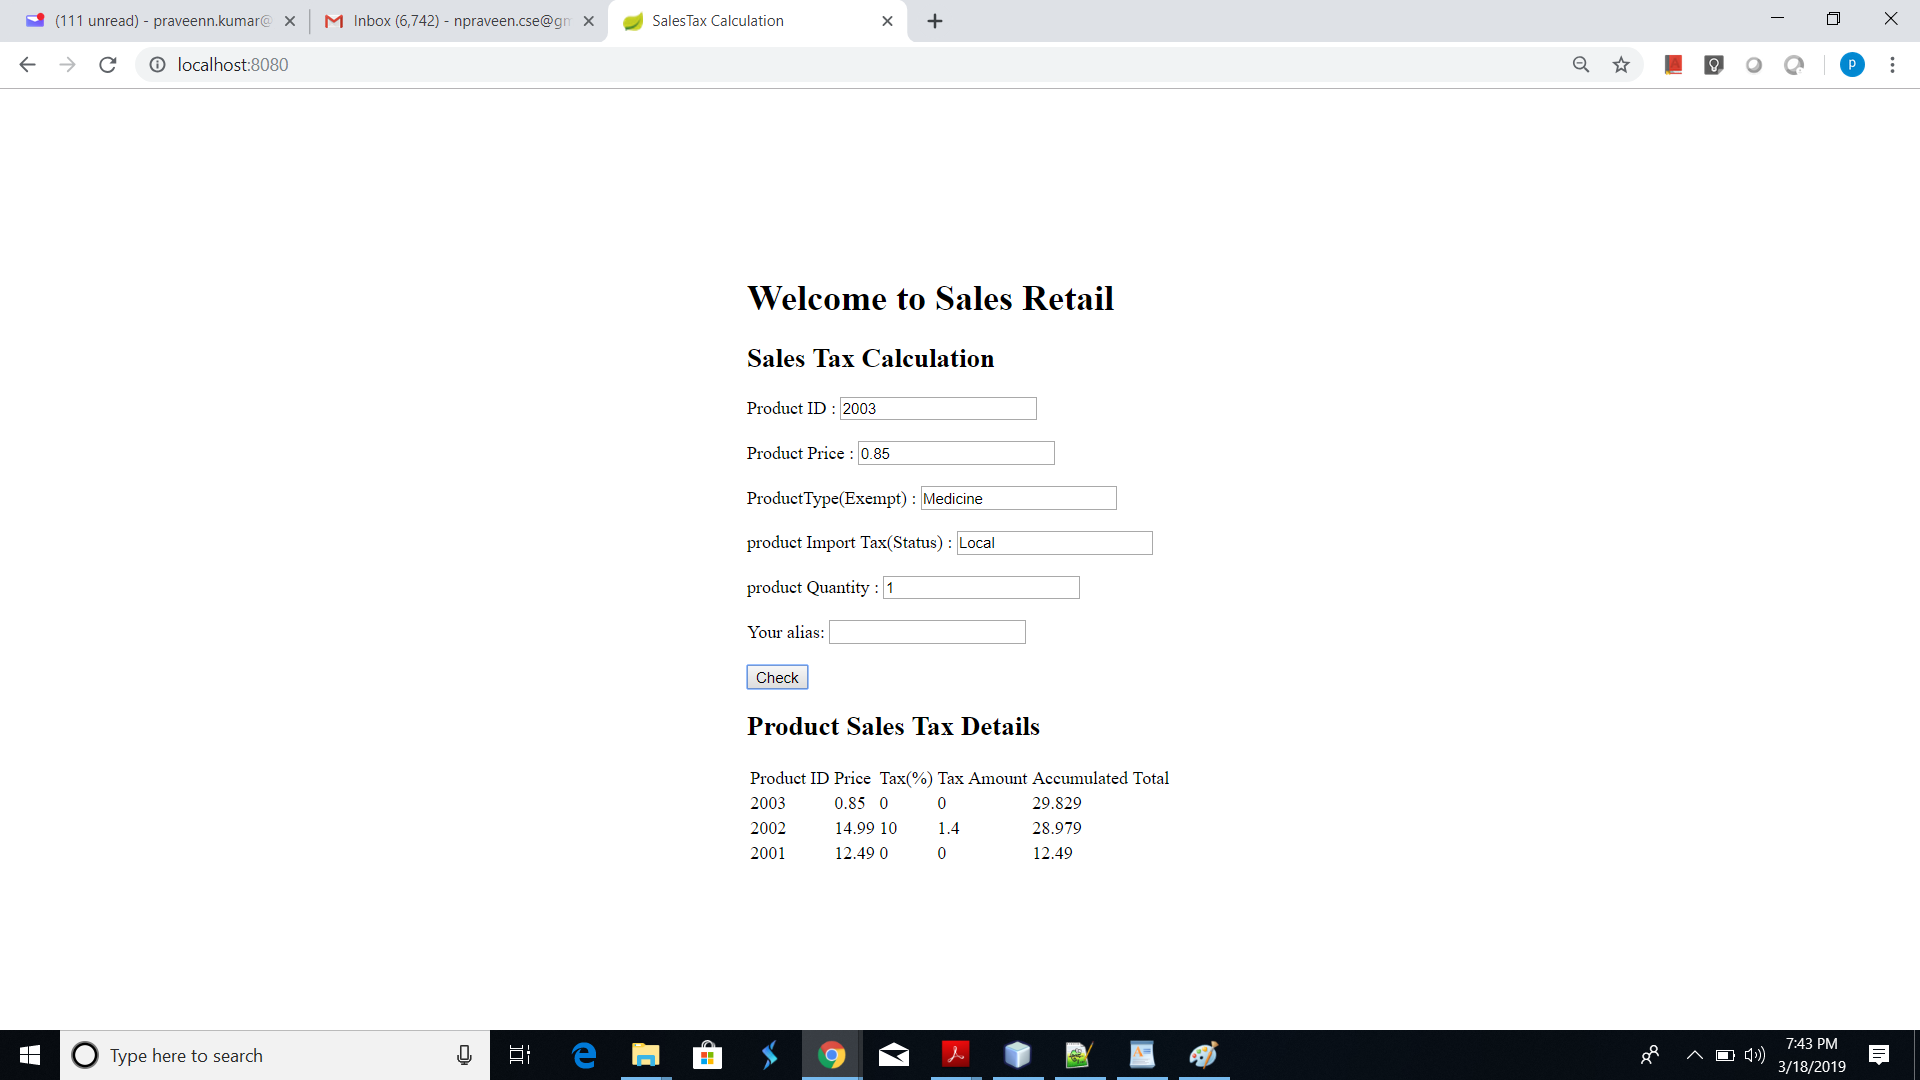 (111 unread) - praveenn.kumar@
Inbox (6,742) - npraveen.cse@gm
SalesTax Calculation
localhost:8080
P
Welcome to Sales Retail
Sales Tax Calculation
Product ID : 2003
Product Price : 0.85
ProductType(Exempt) : Medicine
product Import Tax(Status) : Local
product Quantity : 1
Your alias:
Check
Product Sales Tax Details
Product ID Price Tax(%) Tax Amount Accumulated Total
2003 0.85 0 0 29.829
2002 14.99 10 1.4 28.979
2001 12.49 0 0 12.49
Type here to search
7:43 PM
3/18/2019